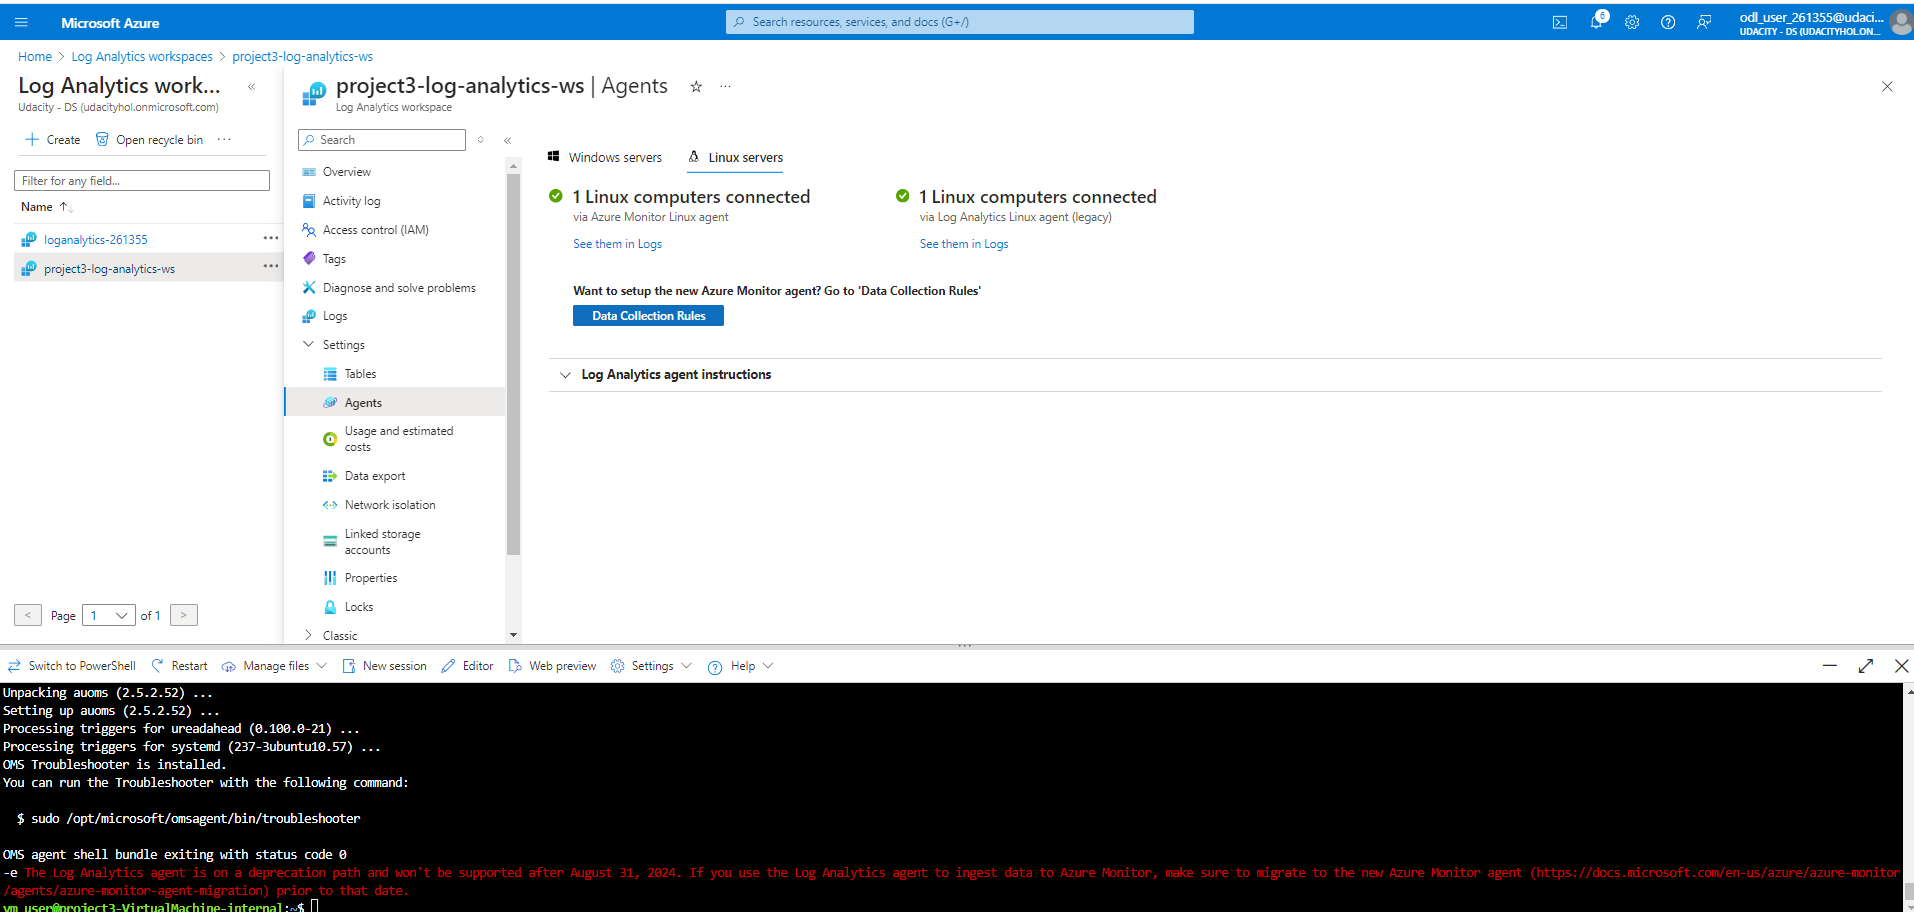 Microsoft Azure
Search resources, services, and docs (G+/)
6
odl_user_261355@udaci...
UDACITY - DS (UDACITYHOL.ON...
Home > Log Analytics workspaces > project3-log-analytics-ws
Log Analytics work...
Udacity - DS (udacityhol.onmicrosoft.com)
Create
Open recycle bin
Filter for any field...
Name
loganalytics-261355
project3-log-analytics-ws
< Page 1 of 1 >
project3-log-analytics-ws | Agents
Log Analytics workspace
Search
Overview
Activity log
Access control (IAM)
Tags
Diagnose and solve problems
Logs
Settings
Tables
Agents
Usage and estimated
costs
Data export
Network isolation
Linked storage
accounts
Properties
Locks
Classic
Windows servers
Linux servers
1 Linux computers connected
via Azure Monitor Linux agent
See them in Logs
1 Linux computers connected
via Log Analytics Linux agent (legacy)
See them in Logs
Want to setup the new Azure Monitor agent? Go to 'Data Collection Rules'
Data Collection Rules
Log Analytics agent instructions
Switch to PowerShell
Restart
Manage files
New session
Editor
Web preview
Settings
Help
Unpacking auoms (2.5.2.52) ...
Setting up auoms (2.5.2.52) ...
Processing triggers for ureadahead (0.100.0-21) ...
Processing triggers for systemd (237-3ubuntu10.57) ...
OMS Troubleshooter is installed.
You can run the Troubleshooter with the following command:
$ sudo /opt/microsoft/omsagent/bin/troubleshooter
OMS agent shell bundle exiting with status code 0
-e The Log Analytics agent is on a deprecation path and won't be supported after August 31, 2024. If you use the Log Analytics agent to ingest data to Azure Monitor, make sure to migrate to the new Azure Monitor agent (https://docs.microsoft.com/en-us/azure/azure-monitor
/agents/azure-monitor-agent-migration) prior to that date.
vm_user@project3-VirtualMachine-internal:~$